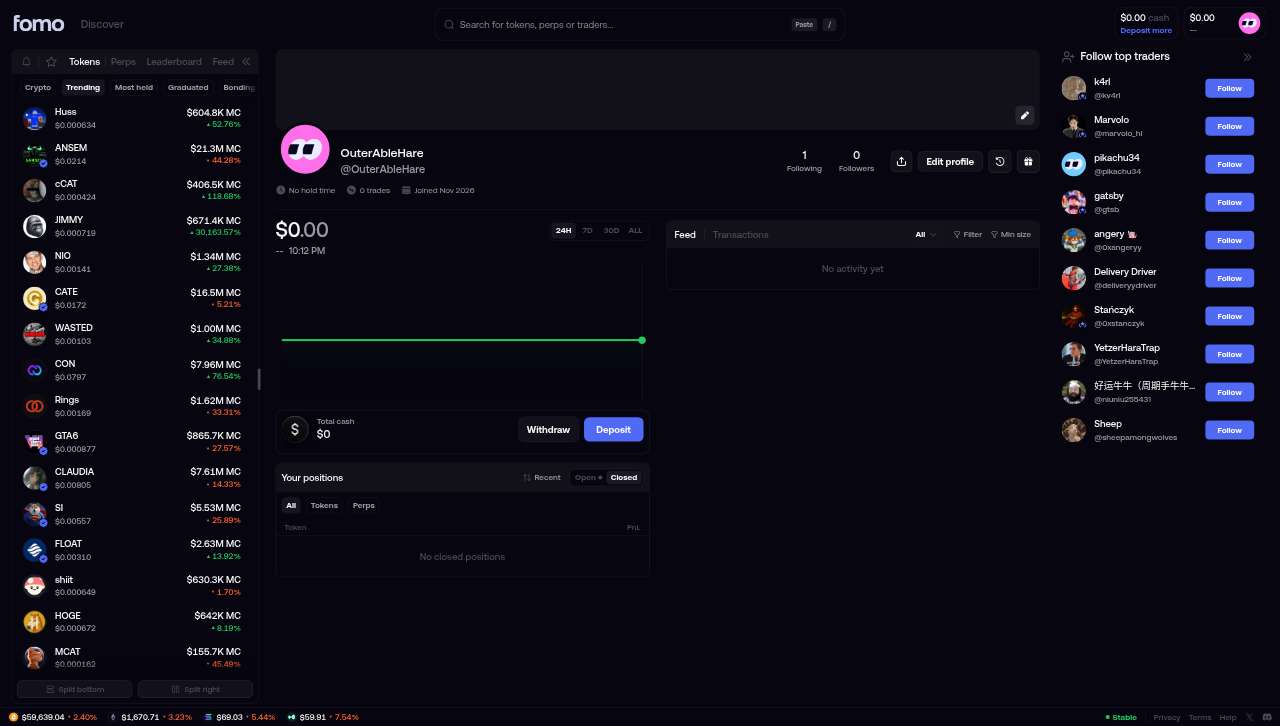 fomo Discover
Search for tokens, perps or traders... Paste /
$0.00 cash
Deposit more
$0.00
--
Tokens Perps Leaderboard Feed
Crypto Trending Most held Graduated Bonding
Huss $604.8K MC
$0.000634 52.76%
ANSEM $21.3M MC
$0.0214 44.28%
cCAT $406.5K MC
$0.000424 118.68%
JIMMY $671.4K MC
$0.000719 30,163.57%
NIO $1.34M MC
$0.00141 27.38%
CATE $16.5M MC
$0.0172 5.21%
WASTED $1.00M MC
$0.00103 34.88%
CON $7.96M MC
$0.0797 76.54%
Rings $1.62M MC
$0.00169 33.31%
GTA6 $865.7K MC
$0.000877 27.57%
CLAUDIA $7.61M MC
$0.00805 14.33%
SI $5.53M MC
$0.00557 25.89%
FLOAT $2.63M MC
$0.00310 13.92%
shiit $630.3K MC
$0.000649 1.70%
HOGE $642K MC
$0.000672 8.19%
MCAT $155.7K MC
$0.000162 45.49%
Split bottom Split right
OuterAbleHare
@OuterAbleHare
1 Following
0 Followers
Edit profile
No hold time 0 trades Joined Nov 2026
$0.00
-- 10:12 PM
24H 7D 30D ALL
Total cash
$0
Withdraw Deposit
Your positions Recent Open Closed
All Tokens Perps
Token PnL
No closed positions
Feed Transactions All Filter Min size
No activity yet
Follow top traders
k4rl
@kv4rl
Follow
Marvolo
@marvolo_hl
Follow
pikachu34
@pikachu34
Follow
gatsby
@gtsb
Follow
angery
@0xangeryy
Follow
Delivery Driver
@deliveryydriver
Follow
Stańczyk
@0xstanczyk
Follow
YetzerHaraTrap
@YetzerHaraTrap
Follow
好运牛牛（周期手牛牛...
@niuniu255431
Follow
Sheep
@sheepamongwolves
Follow
$59,639.04 2.40% $1,670.71 3.23% $69.03 5.44% $59.91 7.54%
Stable Privacy Terms Help